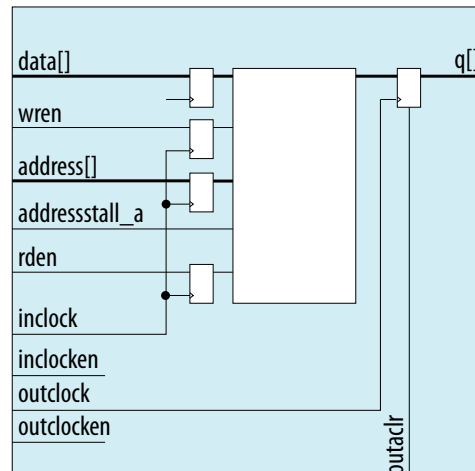 data[]
q[]
wren
address[]
addressstall_a
rden
inclock
inclocken
outclock
outclocken
outaclr